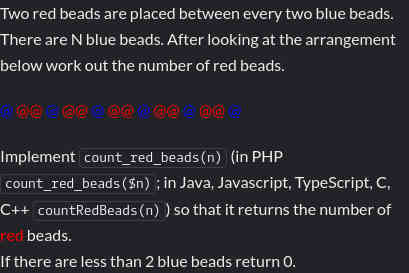 Two red beads are placed between every two blue beads.
There are N blue beads. After looking at the arrangement
below work out the number of red beads.
@ @@ @ @@ @ @@ @ @@ @ @@ @
Implement count_red_beads(n) (in PHP
count_red_beads($n) ; in Java, Javascript, TypeScript, C,
C++ countRedBeads(n) ) so that it returns the number of
red beads.
If there are less than 2 blue beads return 0.